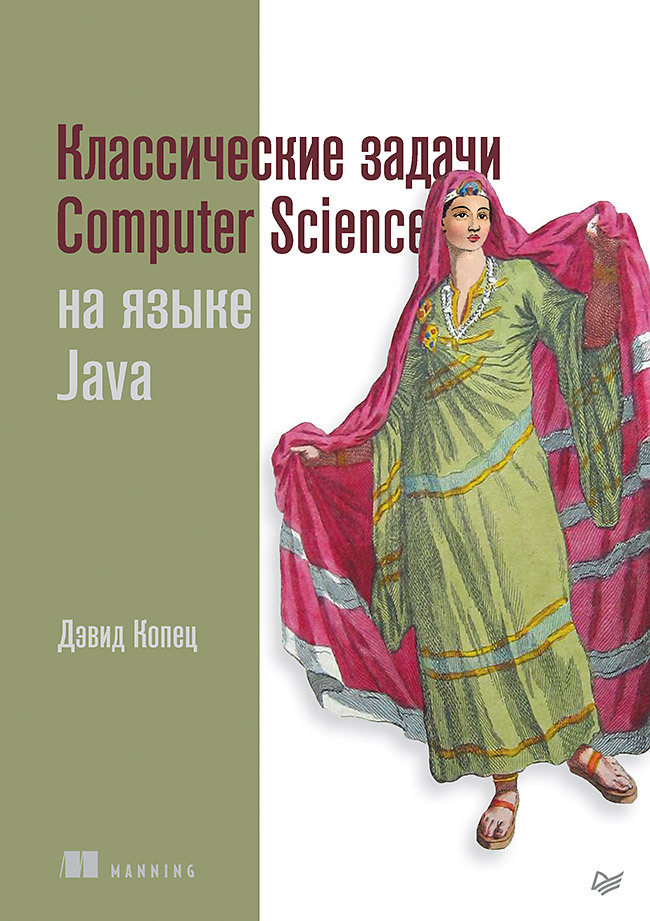 Классические задачи
Computer Science
на языке
Java
Дэвид Копец
MANNING